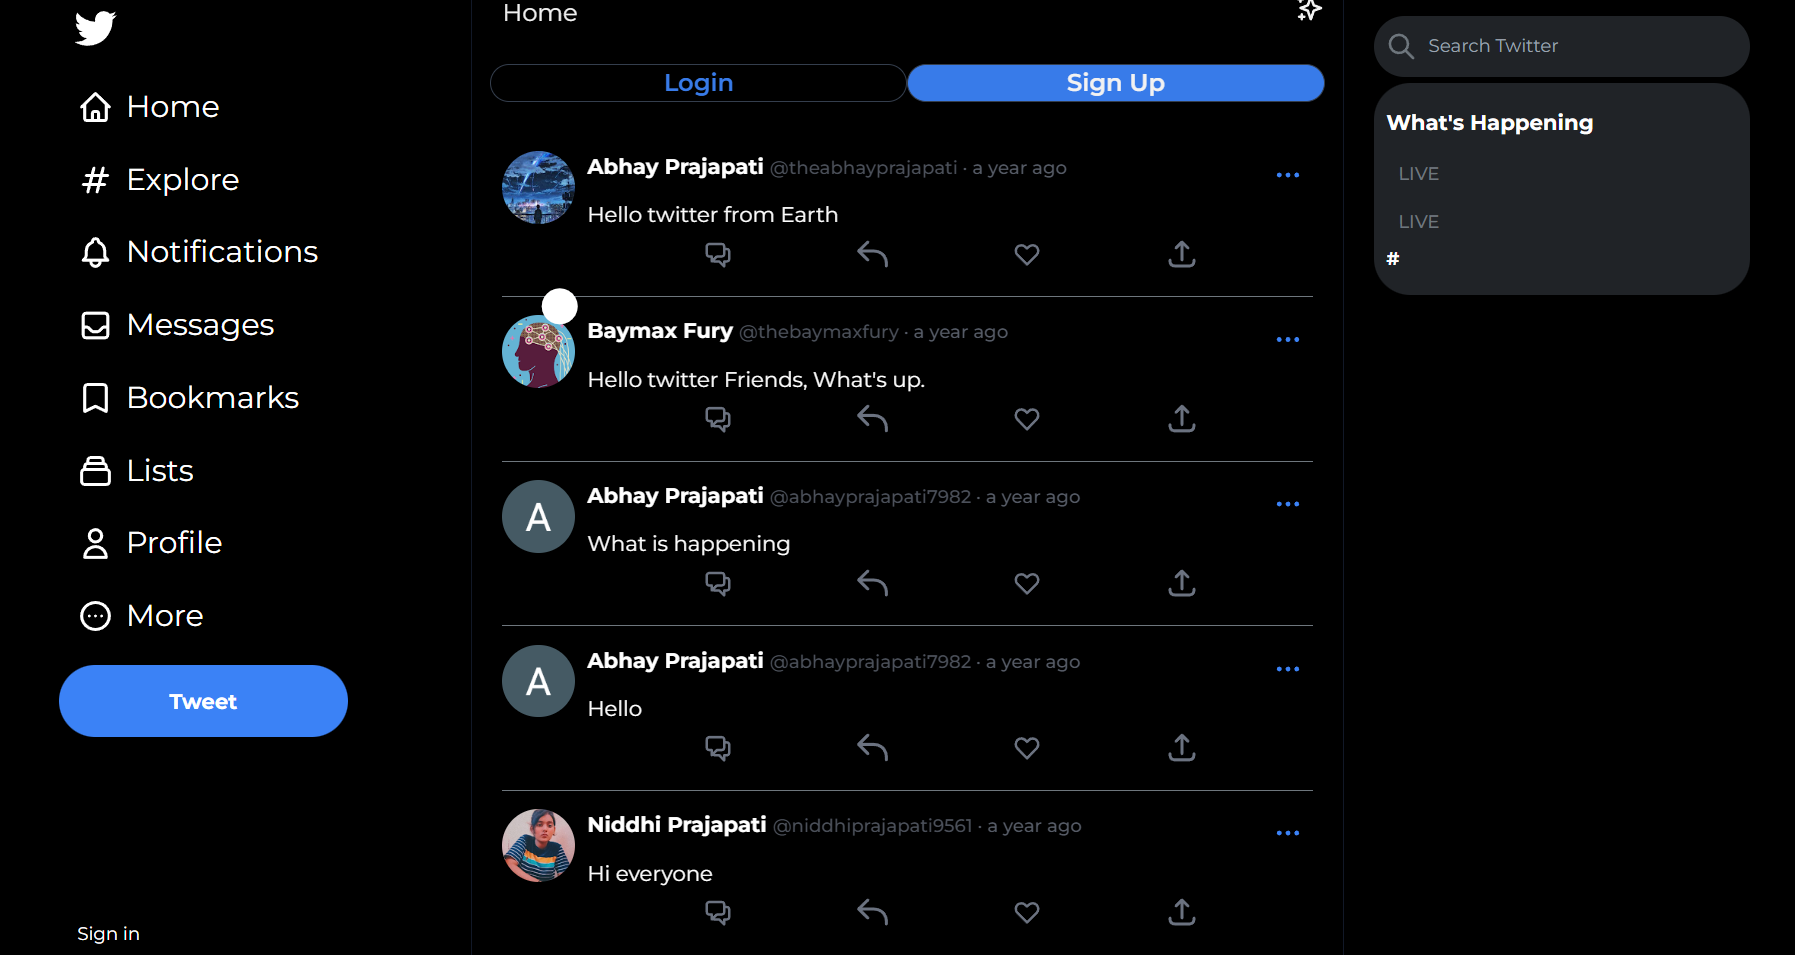 Home
Explore
Notifications
Messages
Bookmarks
Lists
Profile
More
Tweet
Sign in
Home
Login
Sign Up
Abhay Prajapati @theabhayprajapati · a year ago
Hello twitter from Earth
Baymax Fury @thebaymaxfury · a year ago
Hello twitter Friends, What's up.
A
Abhay Prajapati @abhayprajapati7982 · a year ago
What is happening
A
Abhay Prajapati @abhayprajapati7982 · a year ago
Hello
Niddhi Prajapati @niddhiprajapati9561 · a year ago
Hi everyone
Search Twitter
What's Happening
LIVE
LIVE
#